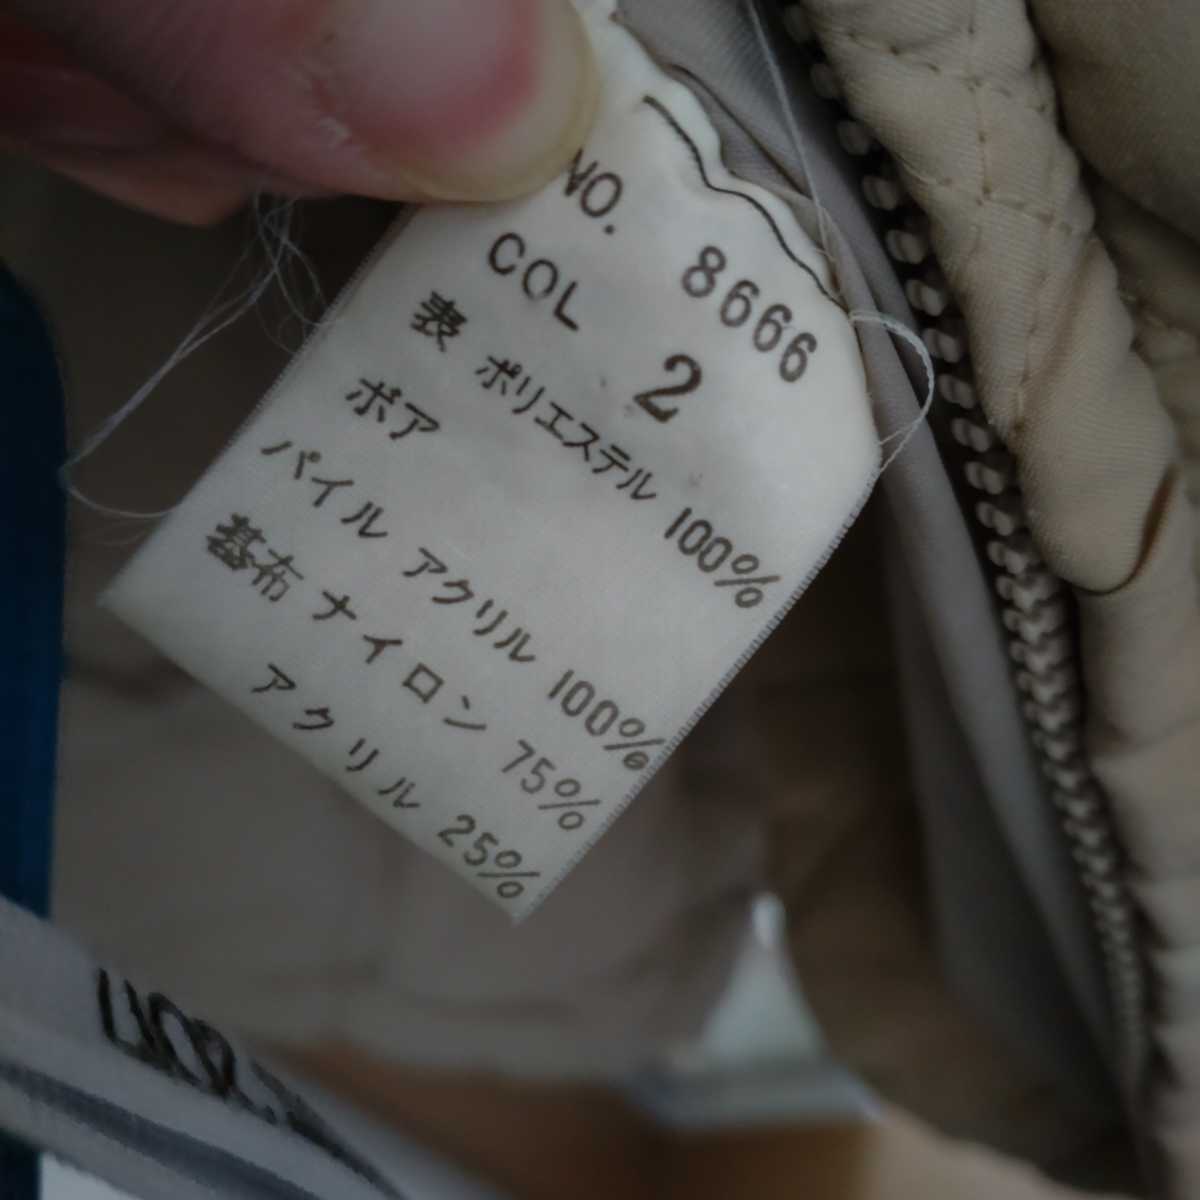 NO. 8666
COL 2
表 ポリエステル 100%
ボア
パイル アクリル 100%
基布 ナイロン 75%
アクリル 25%